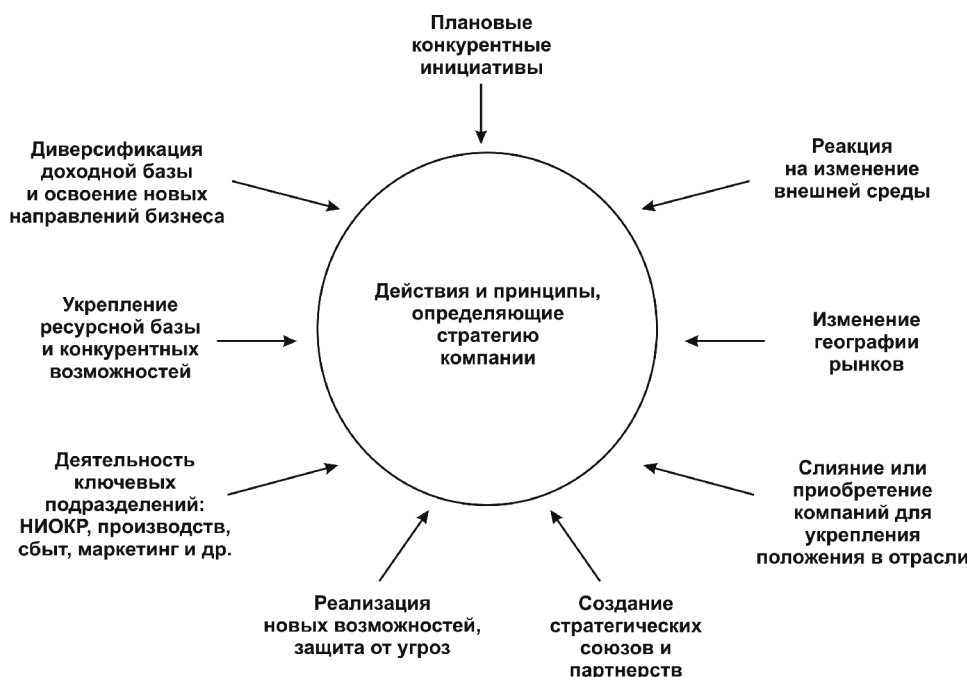 Плановые
конкурентные
инициативы
Диверсификация
доходной базы
и освоение новых
направлений бизнеса
Реакция
на изменение
внешней среды
Действия и принципы,
определяющие
стратегию
компании
Укрепление
ресурсной базы
и конкурентных
возможностей
Изменение
географии
рынков
Деятельность
ключевых
подразделений:
НИОКР, производств,
сбыт, маркетинг и др.
Слияние или
приобретение
компаний для
укрепления
положения в отрасли
Реализация
новых возможностей,
защита от угроз
Создание
стратегических
союзов и
партнерств